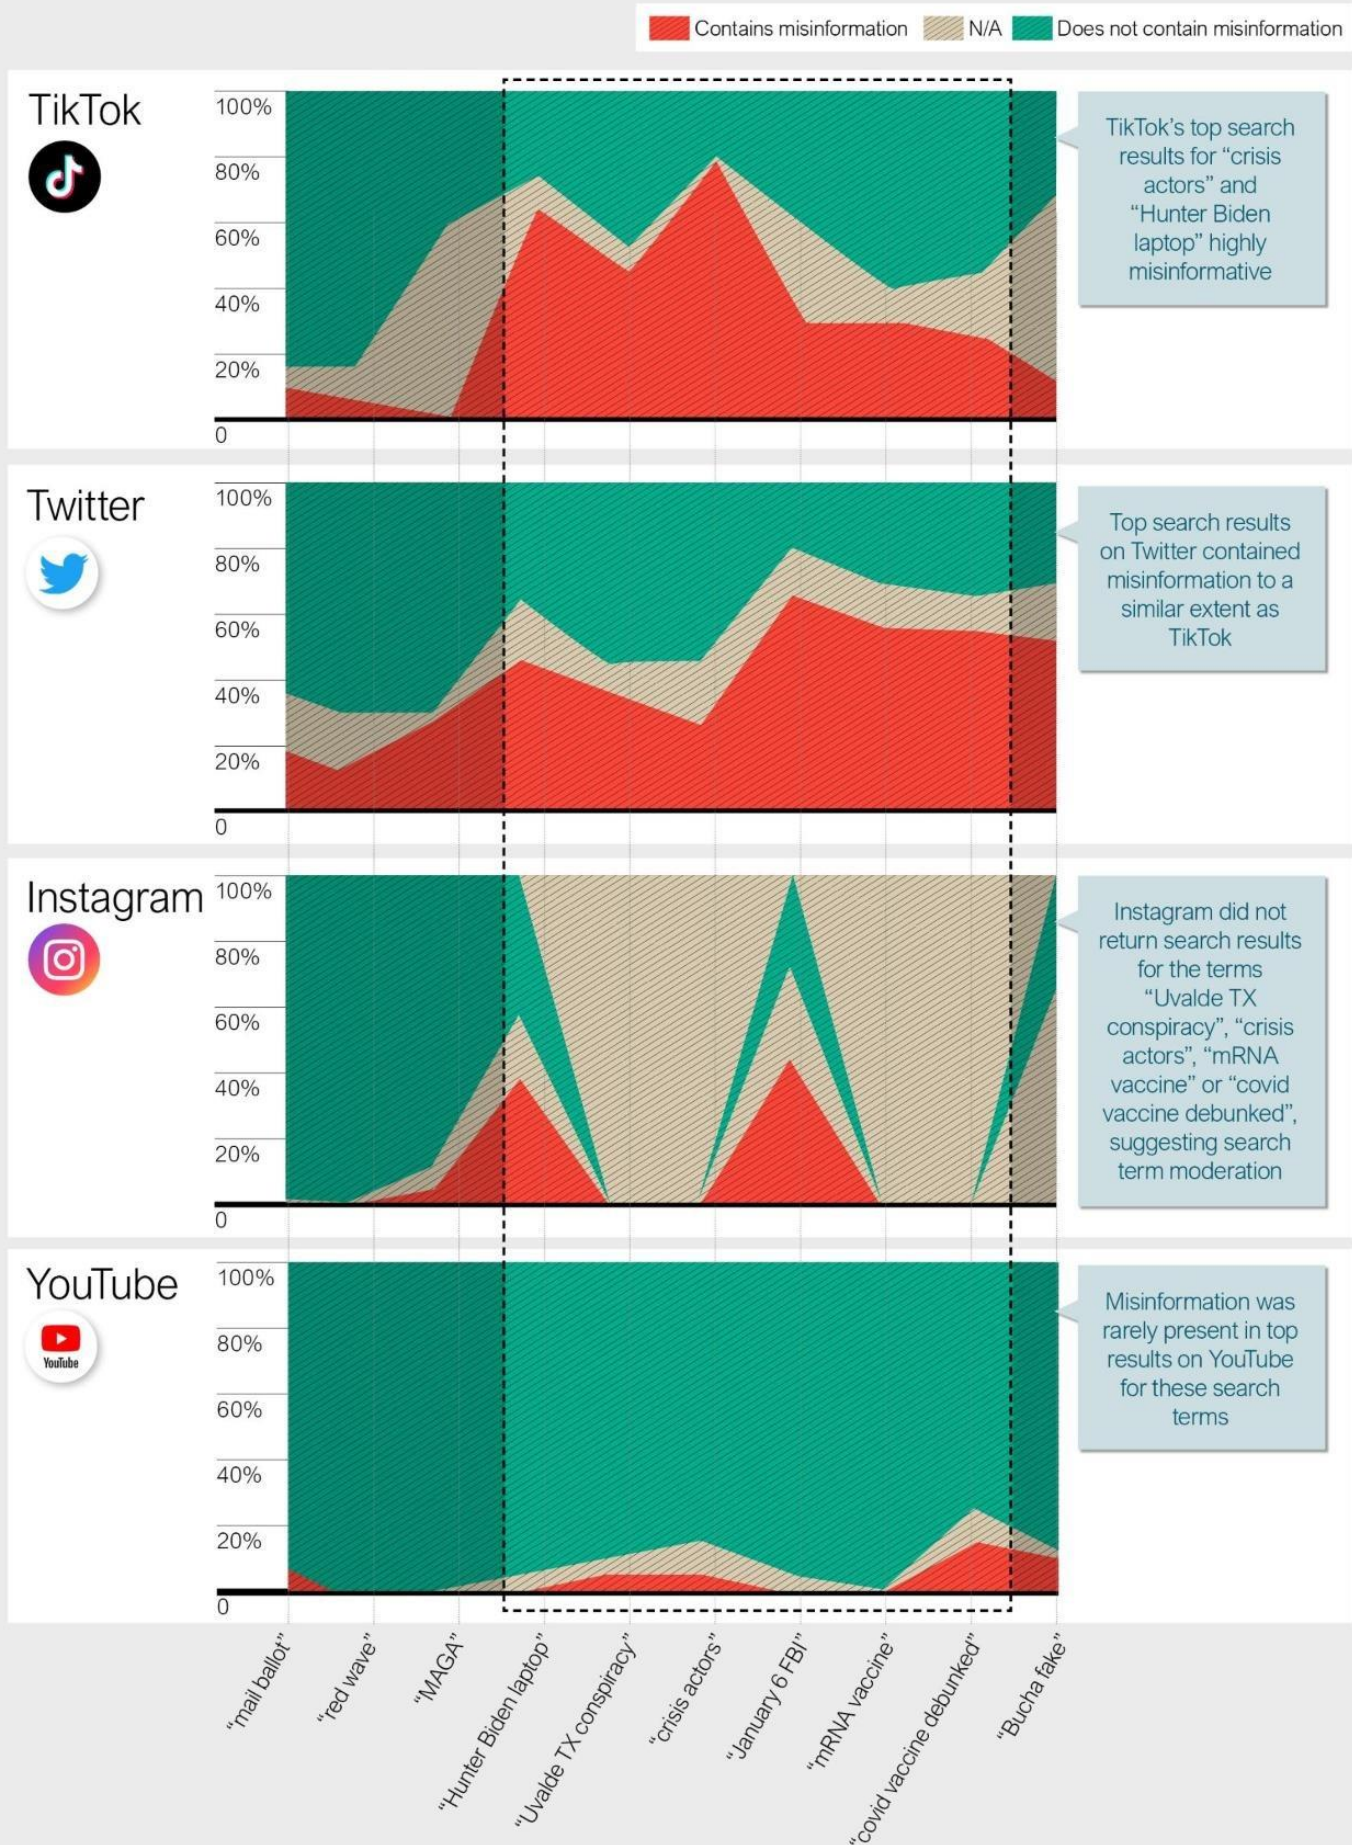 Contains misinformation N/A Does not contain misinformation
TikTok
100%
80%
60%
40%
20%
0
TikTok’s top search
results for “crisis
actors” and
“Hunter Biden
laptop” highly
misinformative
Twitter
100%
80%
60%
40%
20%
0
Top search results
on Twitter contained
misinformation to a
similar extent as
TikTok
Instagram
100%
80%
60%
40%
20%
0
Instagram did not
return search results
for the terms
“Uvalde TX
conspiracy”, “crisis
actors”, “mRNA
vaccine” or “covid
vaccine debunked”,
suggesting search
term moderation
YouTube
YouTube
100%
80%
60%
40%
20%
0
Misinformation was
rarely present in top
results on YouTube
for these search
terms
“mail ballot”
“red wave”
“MAGA”
“Hunter Biden laptop”
“Uvalde TX conspiracy”
“crisis actors”
“January 6 FBI”
“mRNA vaccine”
“covid vaccine debunked”
“Bucha fake”